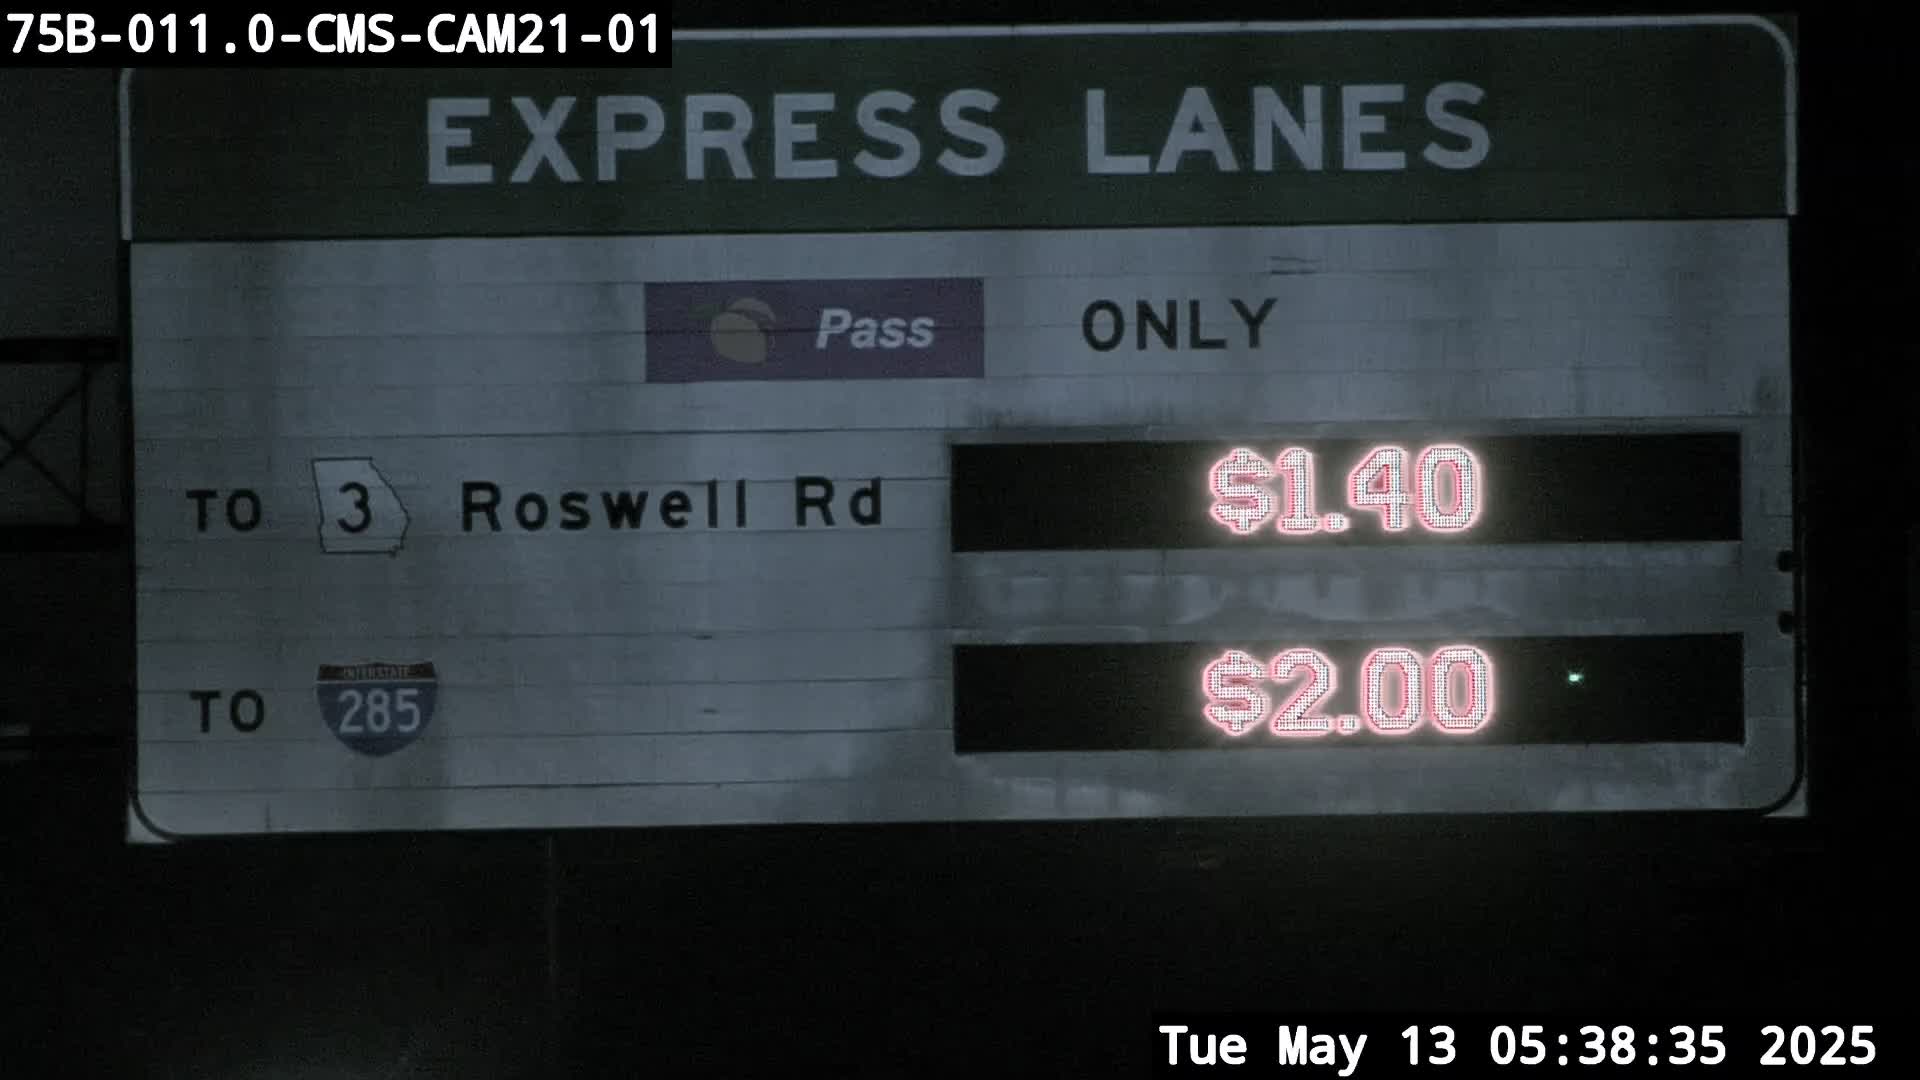 75B-011.0-CMS-CAM21-01
EXPRESS LANES
Pass ONLY
TO 3 Roswell Rd $1.40
TO INTERSTATE 285 $2.00
Tue May 13 05:38:35 2025